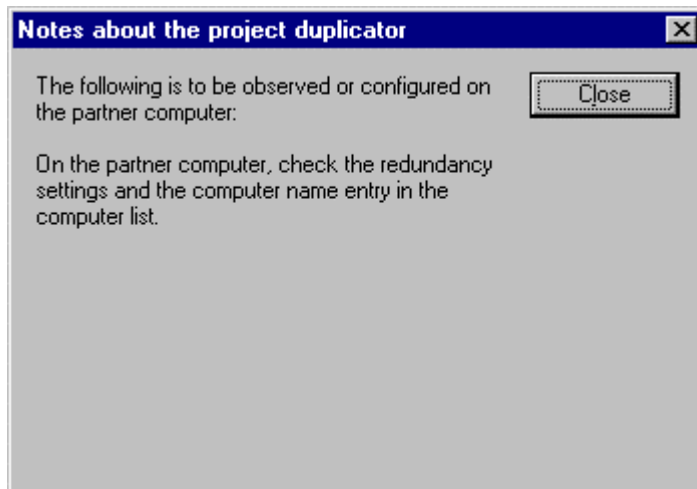 Notes about the project duplicator
The following is to be observed or configured on
the partner computer:
Close
On the partner computer, check the redundancy
settings and the computer name entry in the
computer list.